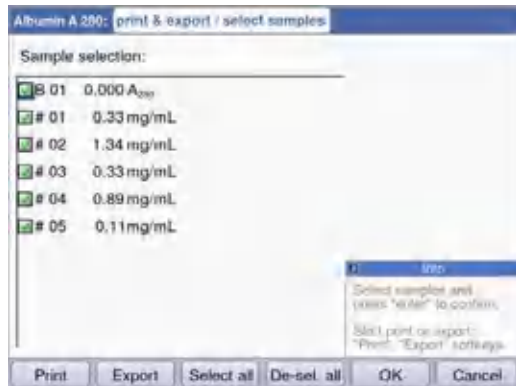 Albumin A 280: print & export / select samples
Sample selection:
B 01 0.000 A280
# 01 0.33 mg/mL
# 02 1.34 mg/mL
# 03 0.33 mg/mL
# 04 0.89 mg/mL
# 05 0.11 mg/mL
Info
Select samples and
press "enter" to confirm.
Start print or export:
"Print", "Export" softkeys.
Print Export Select all De-sel. all OK Cancel